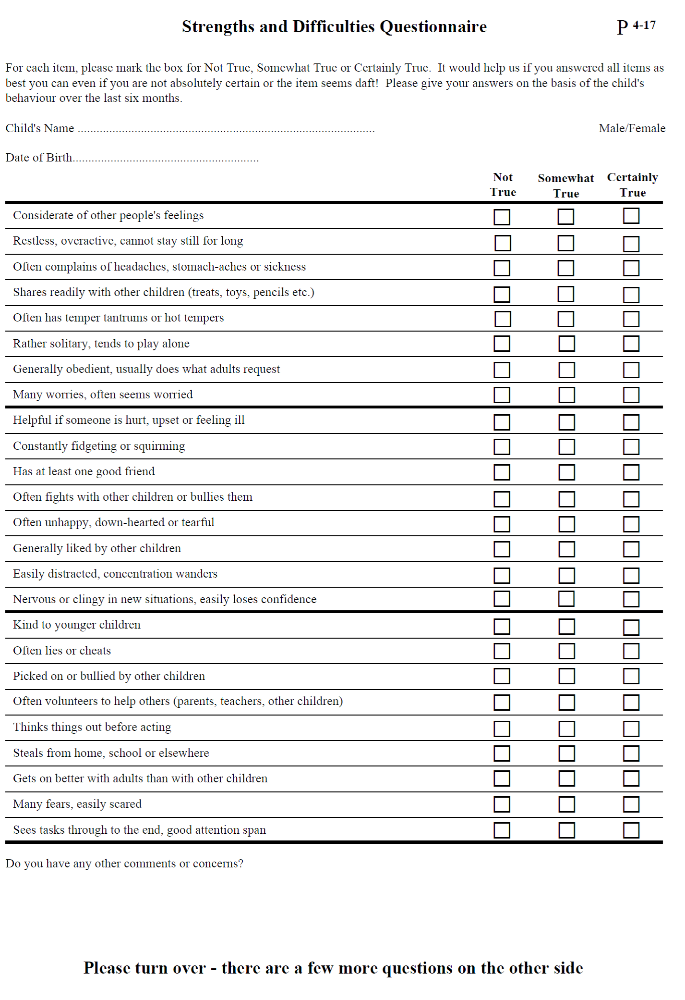 Strengths and Difficulties Questionnaire
P 4-17
For each item, please mark the box for Not True, Somewhat True or Certainly True.  It would help us if you answered all items as
best you can even if you are not absolutely certain or the item seems daft!  Please give your answers on the basis of the child's
behaviour over the last six months.
Child's Name ..............................................................................................
Male/Female
Date of Birth...........................................................
Not
True
Somewhat
True
Certainly
True
Considerate of other people's feelings
Restless, overactive, cannot stay still for long
Often complains of headaches, stomach-aches or sickness
Shares readily with other children (treats, toys, pencils etc.)
Often has temper tantrums or hot tempers
Rather solitary, tends to play alone
Generally obedient, usually does what adults request
Many worries, often seems worried
Helpful if someone is hurt, upset or feeling ill
Constantly fidgeting or squirming
Has at least one good friend
Often fights with other children or bullies them
Often unhappy, down-hearted or tearful
Generally liked by other children
Easily distracted, concentration wanders
Nervous or clingy in new situations, easily loses confidence
Kind to younger children
Often lies or cheats
Picked on or bullied by other children
Often volunteers to help others (parents, teachers, other children)
Thinks things out before acting
Steals from home, school or elsewhere
Gets on better with adults than with other children
Many fears, easily scared
Sees tasks through to the end, good attention span
Do you have any other comments or concerns?
Please turn over - there are a few more questions on the other side